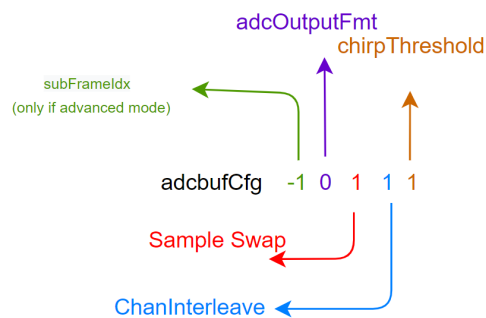 adcOutputFmt
chirpThreshold
subFrameIdx
(only if advanced mode)
adcbufCfg -1 0 1 1 1
Sample Swap
ChanInterleave